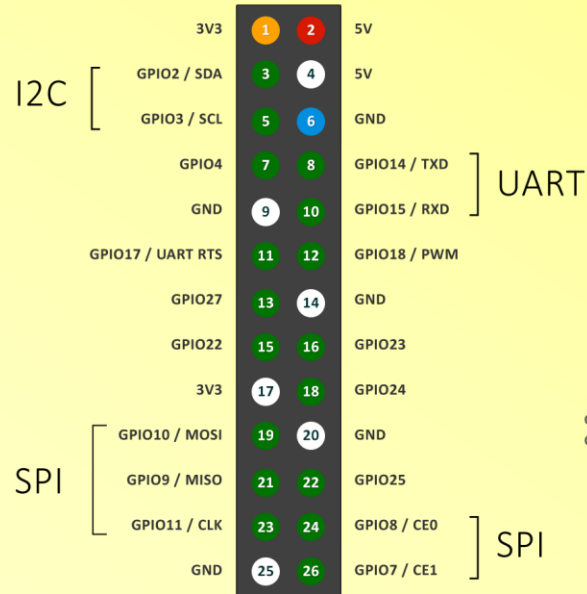 3V3 1 2 5V
GPIO2 / SDA 3 4 5V
I2C
GPIO3 / SCL 5 6 GND
GPIO4 7 8 GPIO14 / TXD
UART
GND 9 10 GPIO15 / RXD
GPIO17 / UART RTS 11 12 GPIO18 / PWM
GPIO27 13 14 GND
GPIO22 15 16 GPIO23
3V3 17 18 GPIO24
GPIO10 / MOSI 19 20 GND
SPI
GPIO9 / MISO 21 22 GPIO25
GPIO11 / CLK 23 24 GPIO8 / CE0
SPI
GND 25 26 GPIO7 / CE1